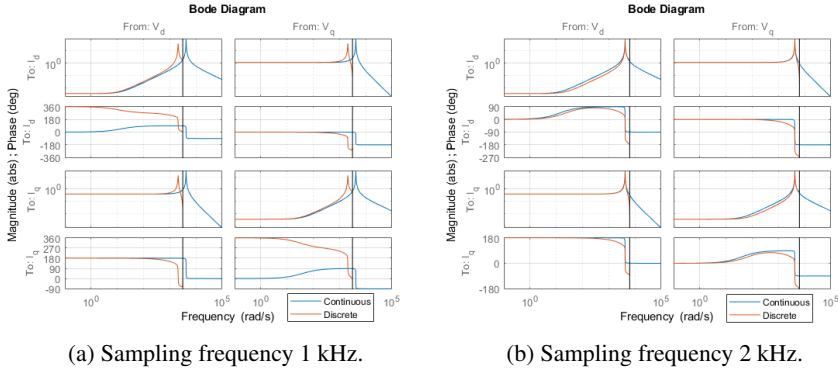 Bode Diagram
From: V_d
From: V_q
To: I_d
10^0
To: I_d
360
180
0
-180
-360
To: I_q
10^0
To: I_q
360
270
180
90
0
-90
Magnitude (abs) ; Phase (deg)
10^0
10^5
10^0
10^5
Frequency (rad/s)
Continuous
Discrete
(a) Sampling frequency 1 kHz.
Bode Diagram
From: V_d
From: V_q
To: I_d
10^0
To: I_d
90
0
-90
-180
-270
To: I_q
10^0
To: I_q
180
0
-180
Magnitude (abs) ; Phase (deg)
10^0
10^5
10^0
10^5
Frequency (rad/s)
Continuous
Discrete
(b) Sampling frequency 2 kHz.